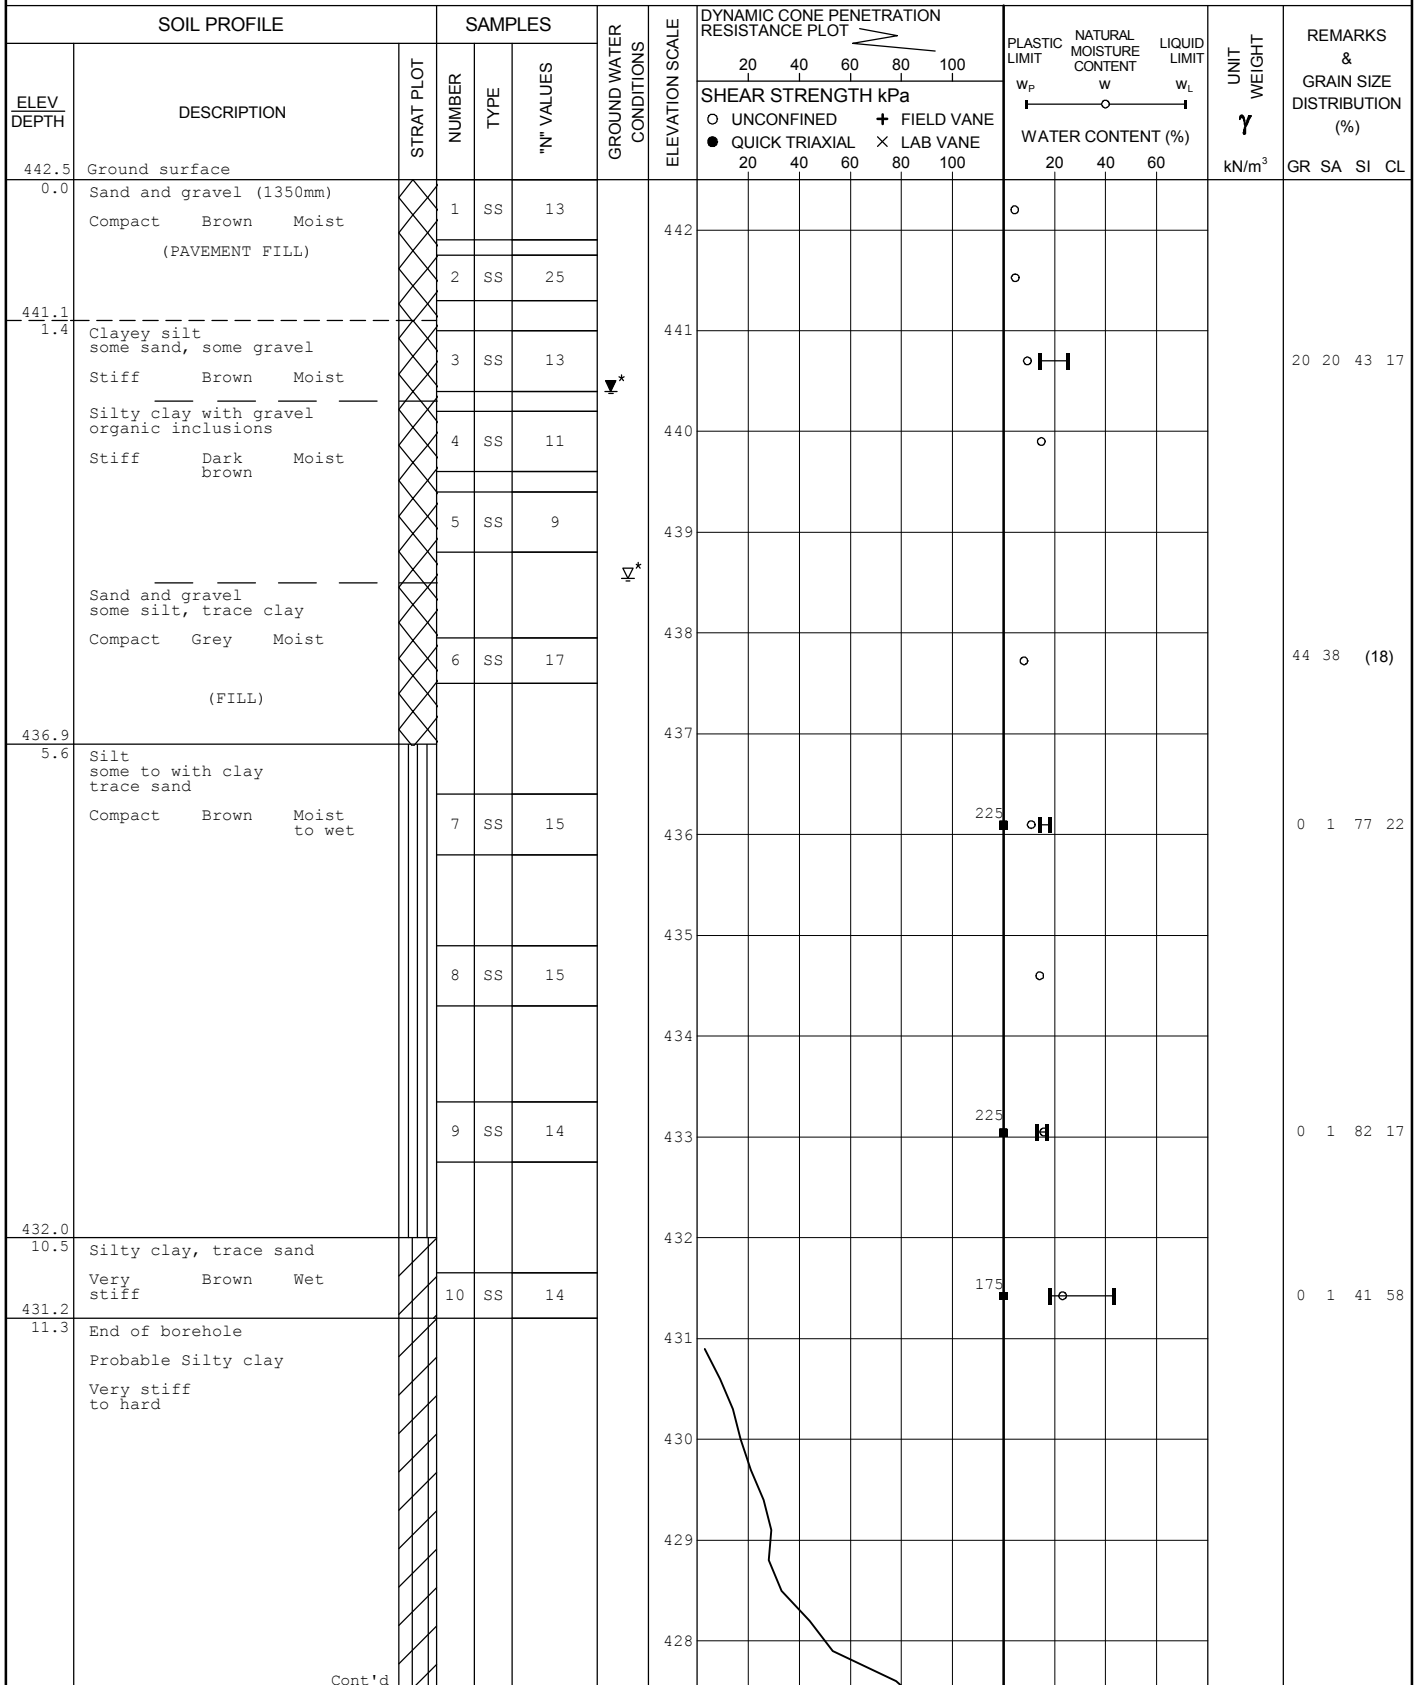 SOIL PROFILE
SAMPLES
GROUND WATER
CONDITIONS
ELEVATION SCALE
DYNAMIC CONE PENETRATION
RESISTANCE PLOT
20 40 60 80 100
SHEAR STRENGTH kPa
UNCONFINED + FIELD VANE
QUICK TRIAXIAL × LAB VANE
20 40 60 80 100
PLASTIC
LIMIT
NATURAL
MOISTURE
CONTENT
LIQUID
LIMIT
WP W WL
WATER CONTENT (%)
20 40 60
UNIT
WEIGHT
γ
kN/m³
REMARKS
&
GRAIN SIZE
DISTRIBUTION
(%)
GR SA SI CL
ELEV
DEPTH
DESCRIPTION
STRAT PLOT
NUMBER
TYPE
"N" VALUES
442.5 Ground surface
0.0 Sand and gravel (1350mm)
Compact Brown Moist
(PAVEMENT FILL)
1 SS 13
442
2 SS 25
441.1
1.4 Clayey silt
some sand, some gravel
Stiff Brown Moist
441
3 SS 13
20 20 43 17
*
Silty clay with gravel
organic inclusions
Stiff Dark Moist
brown
4 SS 11
440
5 SS 9
439
*
Sand and gravel
some silt, trace clay
Compact Grey Moist
438
6 SS 17
44 38 (18)
(FILL)
436.9
437
5.6 Silt
some to with clay
trace sand
Compact Brown Moist
to wet
7 SS 15
225
436
0 1 77 22
435
8 SS 15
434
9 SS 14
225
433
0 1 82 17
432.0
432
10.5 Silty clay, trace sand
Very Brown Wet
stiff
10 SS 14
175
0 1 41 58
431.2
11.3 End of borehole
431
Probable Silty clay
Very stiff
to hard
430
429
428
Cont'd